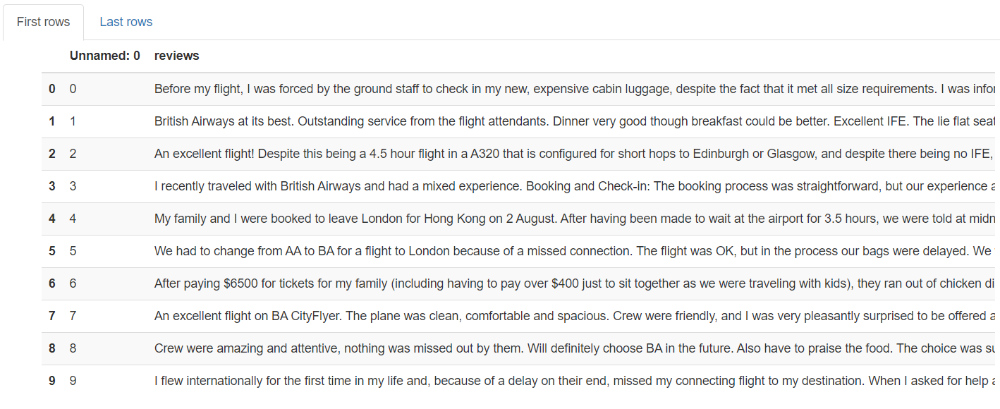 First rows Last rows
Unnamed: 0 reviews
0 0 Before my flight, I was forced by the ground staff to check in my new, expensive cabin luggage, despite the fact that it met all size requirements. I was
1 1 British Airways at its best. Outstanding service from the flight attendants. Dinner very good though breakfast could be better. Excellent IFE. The lie flat
2 2 An excellent flight! Despite this being a 4.5 hour flight in a A320 that is configured for short hops to Edinburgh or Glasgow, and despite there being no IFE,
3 3 I recently traveled with British Airways and had a mixed experience. Booking and Check-in: The booking process was straightforward, but our experience
4 4 My family and I were booked to leave London for Hong Kong on 2 August. After having been made to wait at the airport for 3.5 hours, we were told at
5 5 We had to change from AA to BA for a flight to London because of a missed connection. The flight was OK, but in the process our bags were delayed. We
6 6 After paying $6500 for tickets for my family (including having to pay over $400 just to sit together as we were traveling with kids), they ran out of chicken
7 7 An excellent flight on BA CityFlyer. The plane was clean, comfortable and spacious. Crew were friendly, and I was very pleasantly surprised to be offered
8 8 Crew were amazing and attentive, nothing was missed out by them. Will definitely choose BA in the future. Also have to praise the food. The choice was
9 9 I flew internationally for the first time in my life and, because of a delay on their end, missed my connecting flight to my destination. When I asked for help